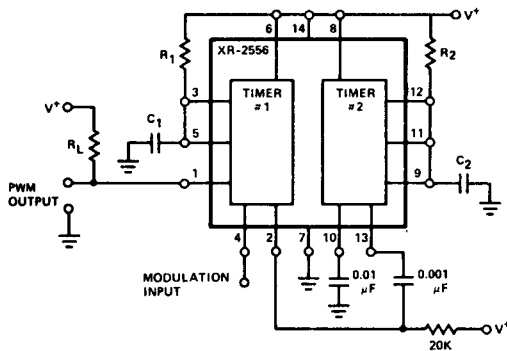 6 14 8 V+
XR-2556
R1 R2
TIMER #1
TIMER #2
3 12
V+
C1 5 11
RL
9 C2
PWM OUTPUT
1
4 2 7 10 13
MODULATION INPUT
0.01 µF
0.001 µF
20K V+